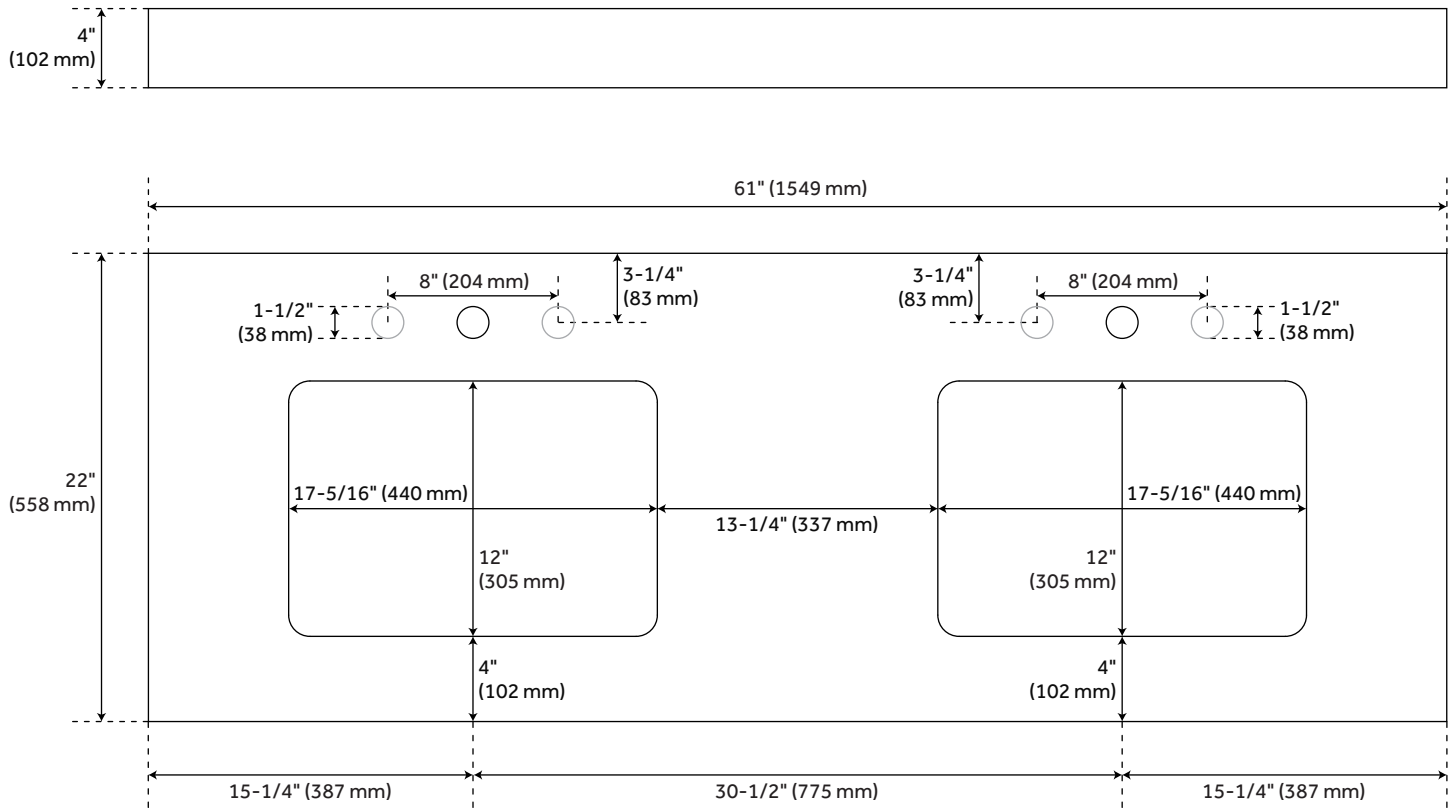 4"
(102 mm)
61" (1549 mm)
8" (204 mm)
3-1/4"
(83 mm)
1-1/2"
(38 mm)
3-1/4"
(83 mm)
8" (204 mm)
1-1/2"
(38 mm)
22"
(558 mm)
17-5/16" (440 mm)
13-1/4" (337 mm)
17-5/16" (440 mm)
12"
(305 mm)
12"
(305 mm)
4"
(102 mm)
4"
(102 mm)
15-1/4" (387 mm)
30-1/2" (775 mm)
15-1/4" (387 mm)